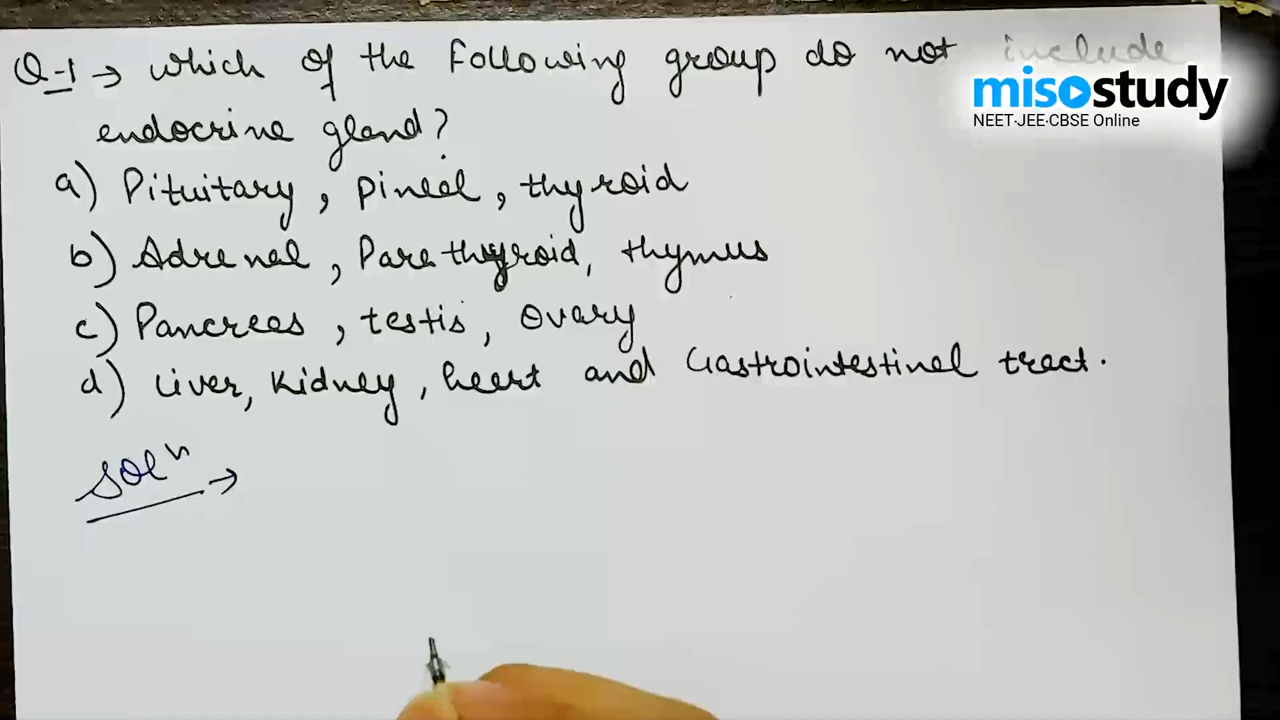 Q-1 → Which of the following group do not include
endocrine gland?
a) Pituitary, Pineal, thyroid
b) Adrenal, Parathyroid, thymus
c) Pancreas, testis, Ovary
d) Liver, Kidney, heart and Gastrointestinal tract.
Solⁿ →
misostudy
NEET·JEE·CBSE Online